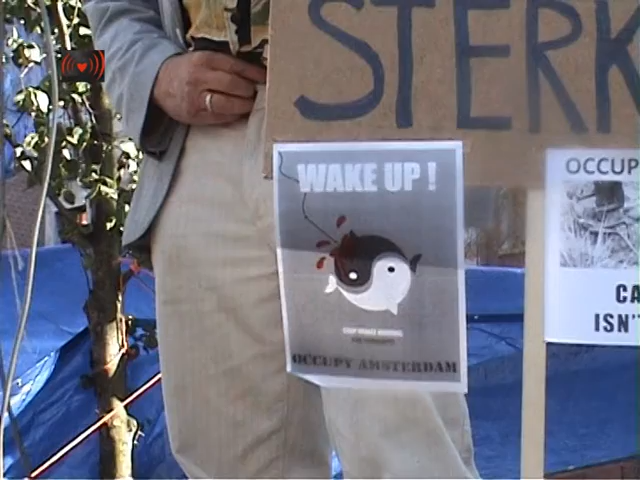 STERK
WAKE UP !
OCCUPY AMSTERDAM
OCCUP
CA
ISN'